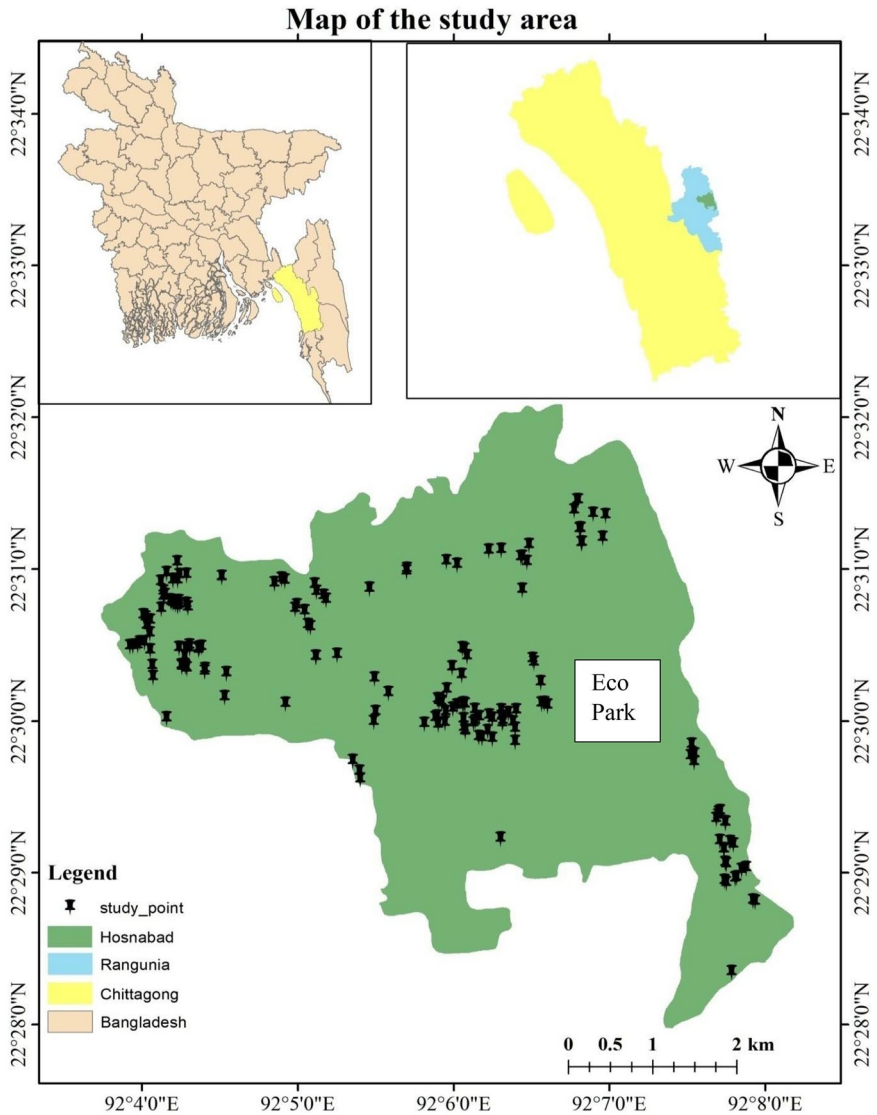 Map of the study area
22°34'0"N
22°33'0"N
22°32'0"N
22°31'0"N
22°30'0"N
22°29'0"N
22°28'0"N
22°34'0"N
22°33'0"N
22°32'0"N
22°31'0"N
22°30'0"N
22°29'0"N
22°28'0"N
N
W E
S
Eco
Park
Legend
study_point
Hosnabad
Rangunia
Chittagong
Bangladesh
0 0.5 1 2 km
92°4'0"E 92°5'0"E 92°6'0"E 92°7'0"E 92°8'0"E